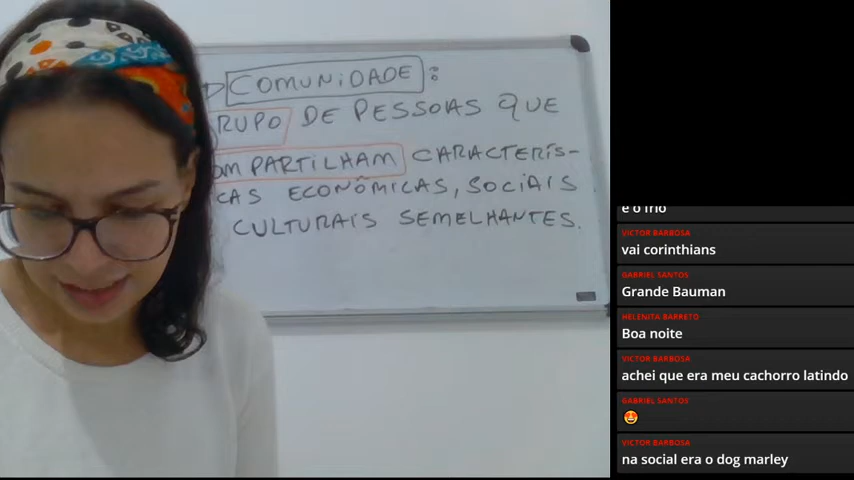 COMUNIDADE:
RUPO DE PESSOAS QUE
OMPARTILHAM CARACTERÍS-
CAS ECONÔMICAS, SOCIAIS
CULTURAIS SEMELHANTES.
e o frio
VICTOR BARBOSA
vai corinthians
GABRIEL SANTOS
Grande Bauman
HELENITA BARRETO
Boa noite
VICTOR BARBOSA
achei que era meu cachorro latindo
GABRIEL SANTOS
😍
VICTOR BARBOSA
na social era o dog marley